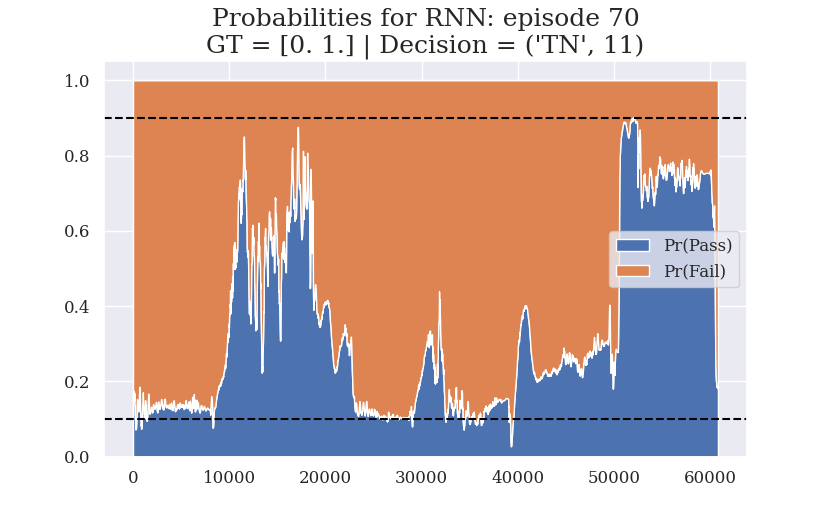 Probabilities for RNN: episode 70
GT = [0. 1.] | Decision = ('TN', 11)
1.0
0.8
0.6
0.4
0.2
0.0
Pr(Pass)
Pr(Fail)
0 10000 20000 30000 40000 50000 60000